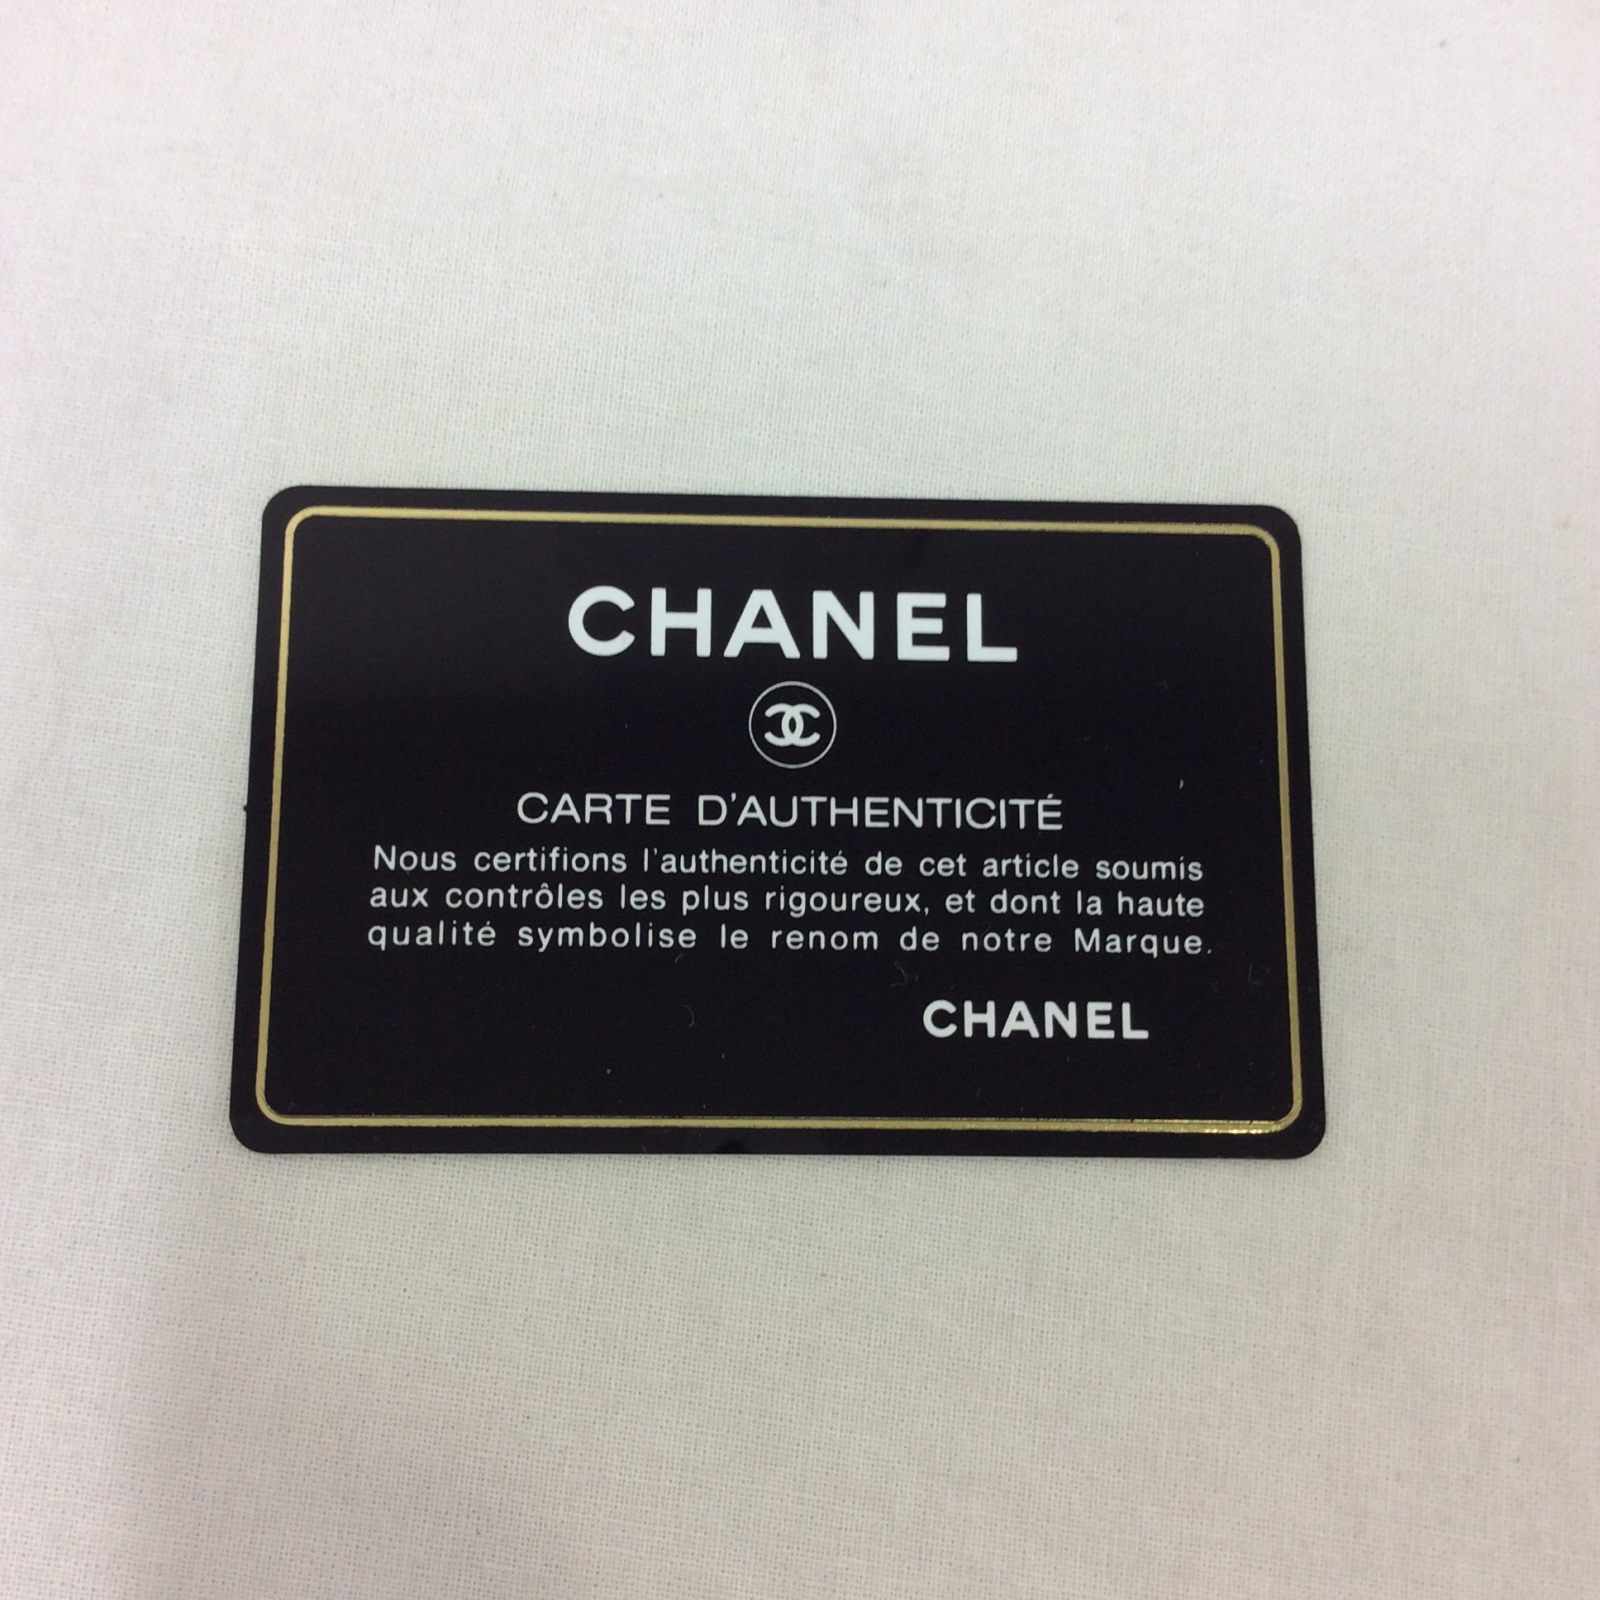 CHANEL
CARTE D'AUTHENTICITÉ
Nous certifions l'authenticité de cet article soumis
aux contrôles les plus rigoureux, et dont la haute
qualité symbolise le renom de notre Marque.
CHANEL